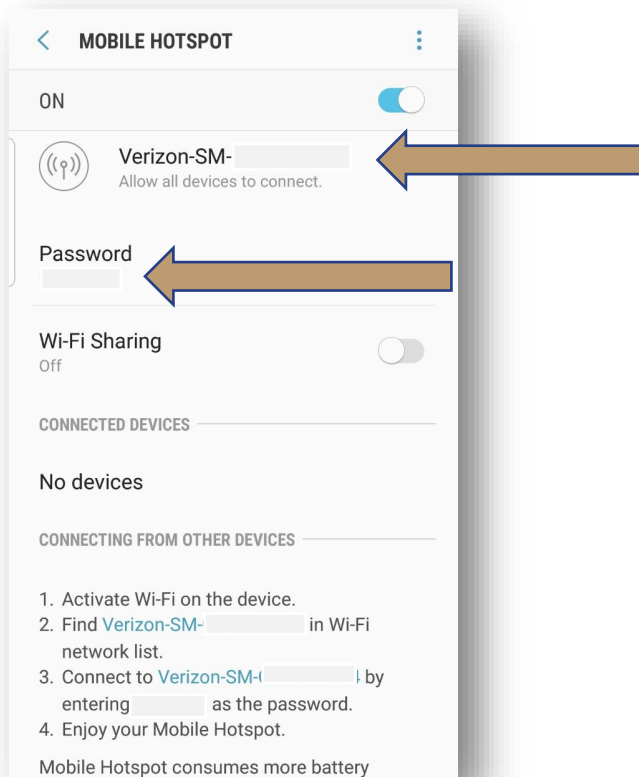 MOBILE HOTSPOT
ON
Verizon-SM-
Allow all devices to connect.
Password
Wi-Fi Sharing
Off
CONNECTED DEVICES
No devices
CONNECTING FROM OTHER DEVICES
1. Activate Wi-Fi on the device.
2. Find Verizon-SM- in Wi-Fi
network list.
3. Connect to Verizon-SM- by
entering as the password.
4. Enjoy your Mobile Hotspot.
Mobile Hotspot consumes more battery